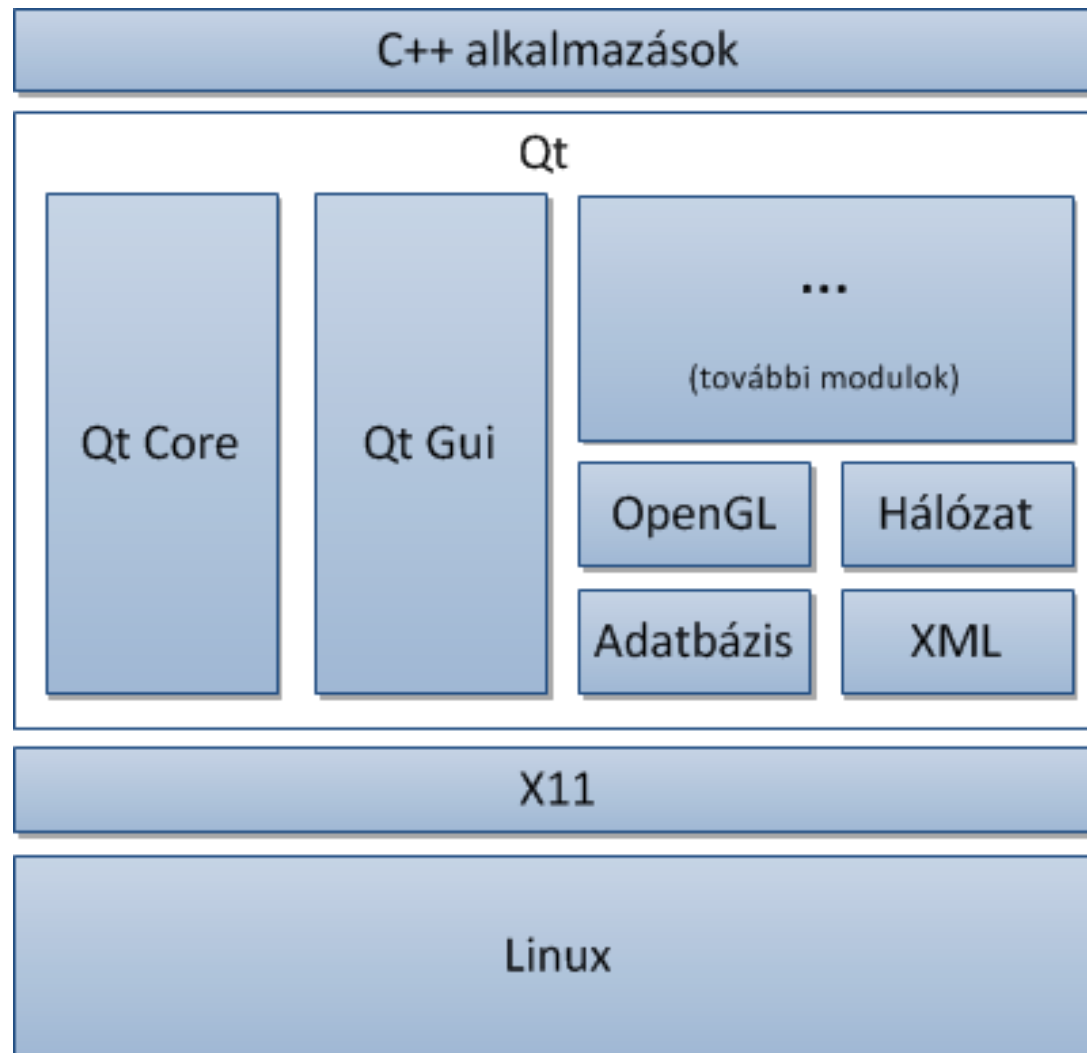 C++ alkalmazások
Qt
Qt Core
Qt Gui
...
(további modulok)
OpenGL
Hálózat
Adatbázis
XML
X11
Linux